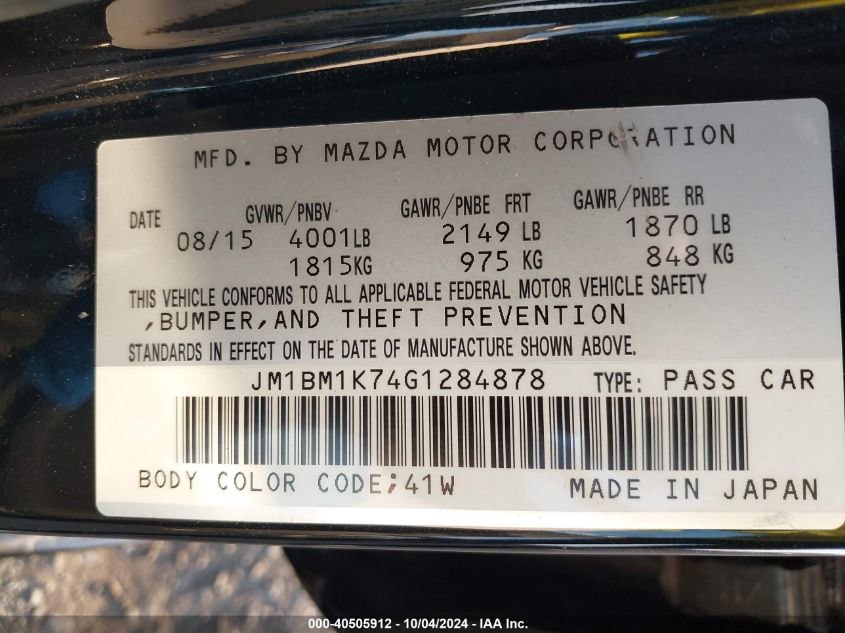 MFD. BY MAZDA MOTOR CORPORATION
DATE GVWR/PNBV GAWR/PNBE FRT GAWR/PNBE RR
08/15 4001LB 2149 LB 1870 LB
1815KG 975 KG 848 KG
THIS VEHICLE CONFORMS TO ALL APPLICABLE FEDERAL MOTOR VEHICLE SAFETY
,BUMPER,AND THEFT PREVENTION
STANDARDS IN EFFECT ON THE DATE OF MANUFACTURE SHOWN ABOVE.
JM1BM1K74G1284878 TYPE: PASS CAR
BODY COLOR CODE;41W MADE IN JAPAN
000-40505912 - 10/04/2024 - IAA Inc.